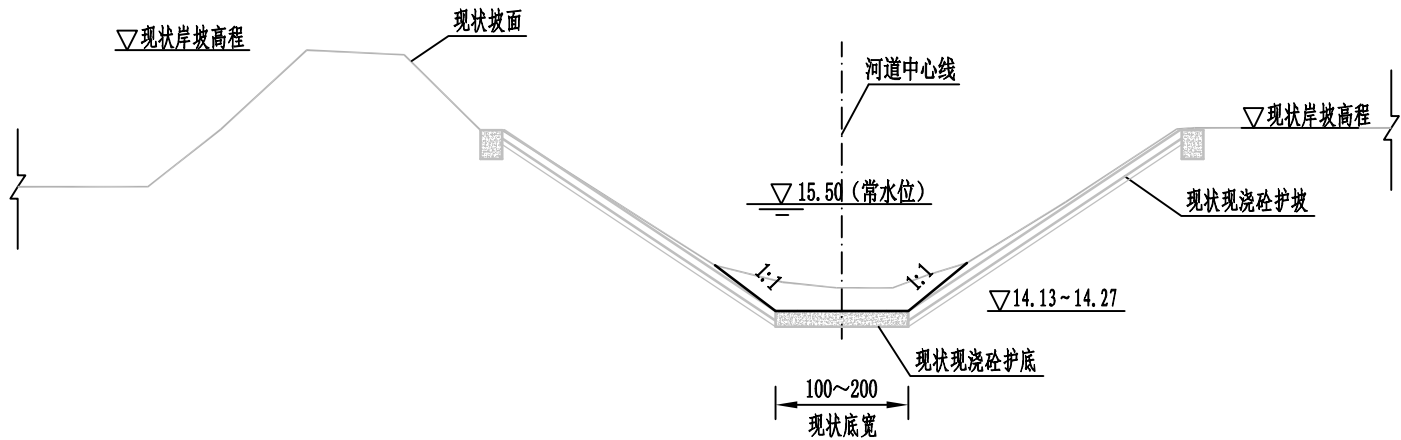 现状坡面
▽现状岸坡高程
河道中心线
▽现状岸坡高程
▽15.50(常水位)
现状现浇砼护坡
1:1
1:1
▽14.13~14.27
现状现浇砼护底
100~200
现状底宽